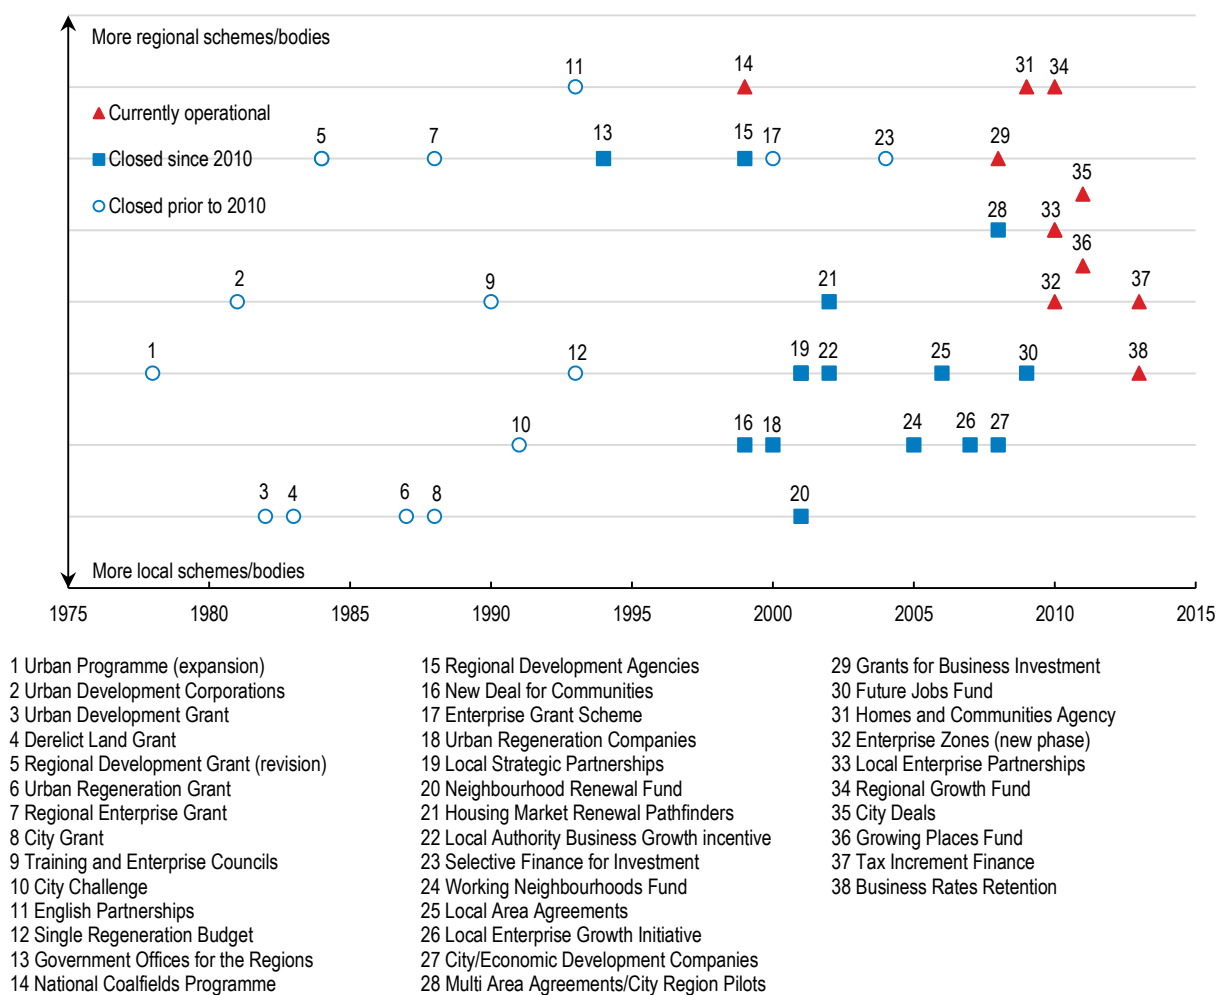 More regional schemes/bodies
11
14
31
34
Currently operational
5
7
13
15
17
23
29
Closed since 2010
35
Closed prior to 2010
28
33
36
2
9
21
32
37
1
12
19
22
25
30
38
10
16
18
24
26
27
3
4
6
8
20
More local schemes/bodies
1975
1980
1985
1990
1995
2000
2005
2010
2015
1 Urban Programme (expansion)
2 Urban Development Corporations
3 Urban Development Grant
4 Derelict Land Grant
5 Regional Development Grant (revision)
6 Urban Regeneration Grant
7 Regional Enterprise Grant
8 City Grant
9 Training and Enterprise Councils
10 City Challenge
11 English Partnerships
12 Single Regeneration Budget
13 Government Offices for the Regions
14 National Coalfields Programme
15 Regional Development Agencies
16 New Deal for Communities
17 Enterprise Grant Scheme
18 Urban Regeneration Companies
19 Local Strategic Partnerships
20 Neighbourhood Renewal Fund
21 Housing Market Renewal Pathfinders
22 Local Authority Business Growth incentive
23 Selective Finance for Investment
24 Working Neighbourhoods Fund
25 Local Area Agreements
26 Local Enterprise Growth Initiative
27 City/Economic Development Companies
28 Multi Area Agreements/City Region Pilots
29 Grants for Business Investment
30 Future Jobs Fund
31 Homes and Communities Agency
32 Enterprise Zones (new phase)
33 Local Enterprise Partnerships
34 Regional Growth Fund
35 City Deals
36 Growing Places Fund
37 Tax Increment Finance
38 Business Rates Retention